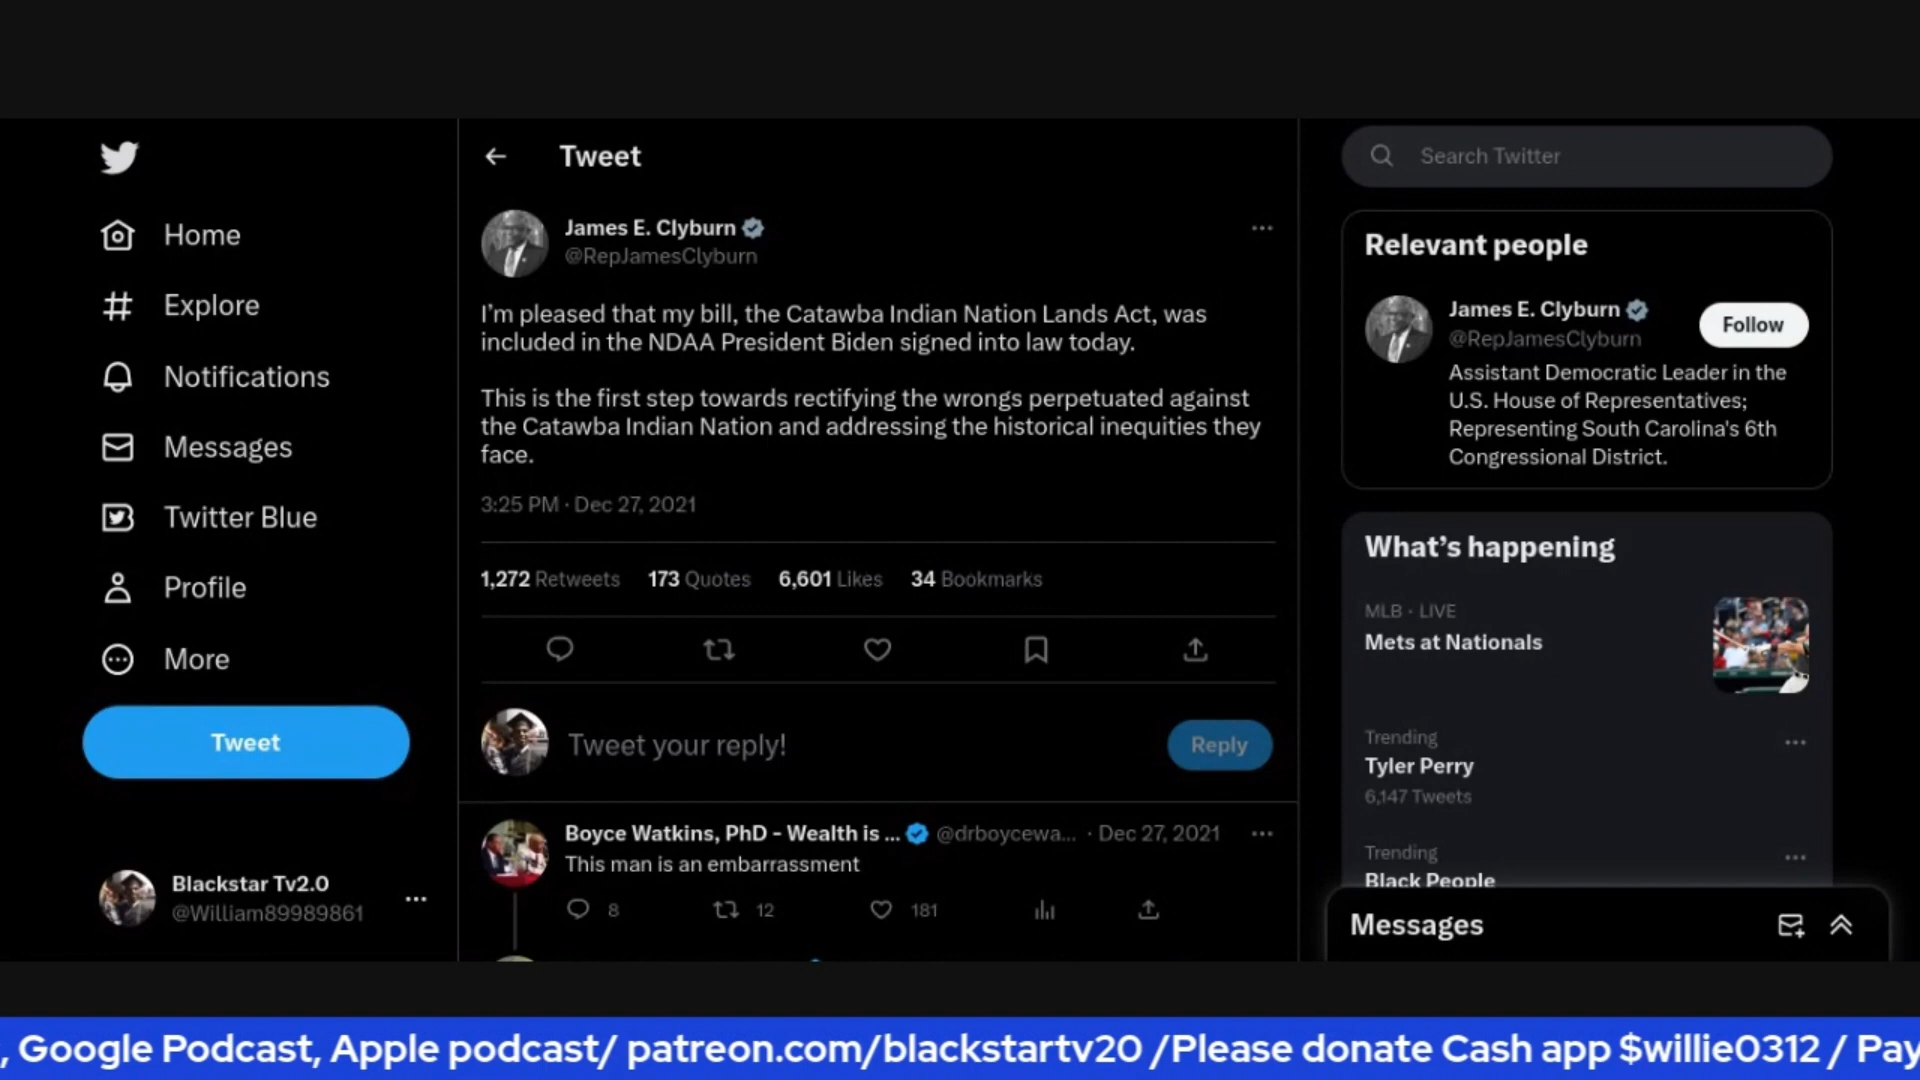 Home
Explore
Notifications
Messages
Twitter Blue
Profile
More
Tweet
Blackstar Tv2.0
@William89989861
Tweet
James E. Clyburn
@RepJamesClyburn
I'm pleased that my bill, the Catawba Indian Nation Lands Act, was
included in the NDAA President Biden signed into law today.
This is the first step towards rectifying the wrongs perpetuated against
the Catawba Indian Nation and addressing the historical inequities they
face.
3:25 PM · Dec 27, 2021
1,272 Retweets 173 Quotes 6,601 Likes 34 Bookmarks
Tweet your reply!
Reply
Boyce Watkins, PhD - Wealth is ... @drboycewa... · Dec 27, 2021
This man is an embarrassment
8 12 181
Search Twitter
Relevant people
James E. Clyburn
@RepJamesClyburn
Follow
Assistant Democratic Leader in the
U.S. House of Representatives;
Representing South Carolina's 6th
Congressional District.
What's happening
MLB · LIVE
Mets at Nationals
Trending
Tyler Perry
6,147 Tweets
Trending
Black People
Messages
, Google Podcast, Apple podcast/ patreon.com/blackstartv20 /Please donate Cash app $willie0312 / Pay